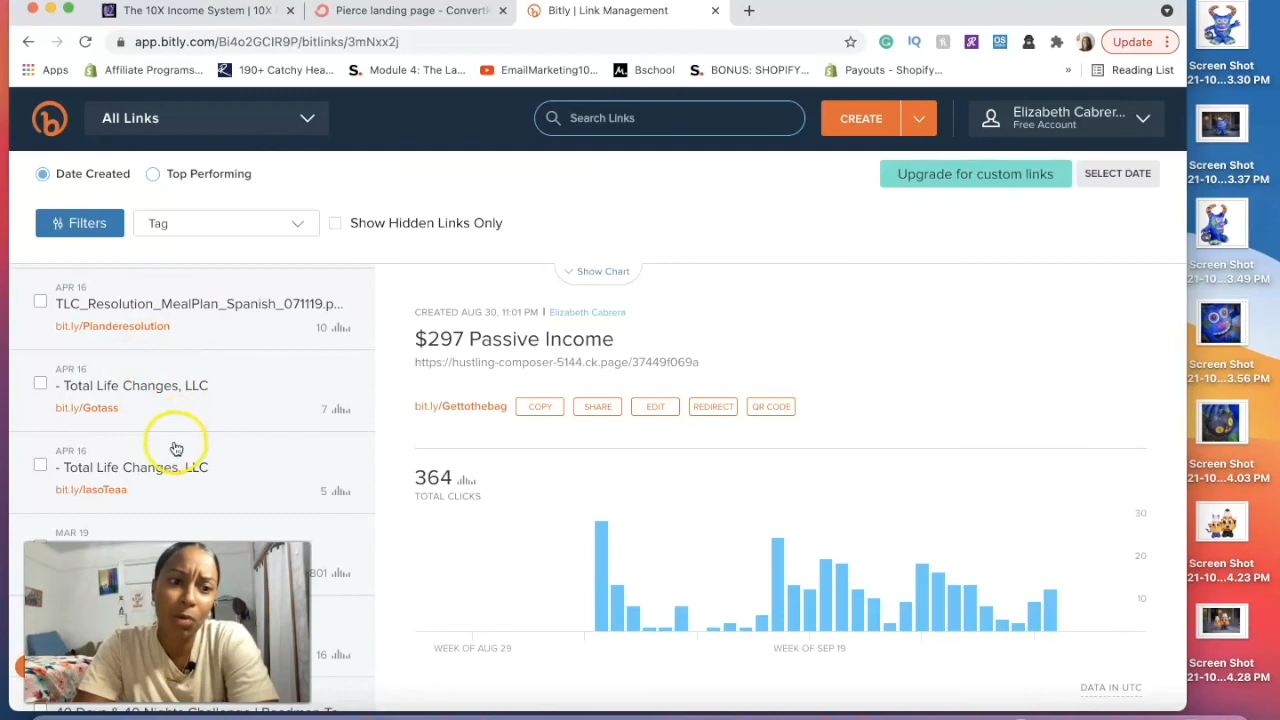 The 10X Income System | 10X
Pierce landing page - Convertk
Bitly | Link Management
app.bitly.com/Bi4o2GCIR9P/bitlinks/3mNxx2j
Update
Apps
Affiliate Programs...
190+ Catchy Hea...
Module 4: The La...
EmailMarketing10...
Bschool
BONUS: SHOPIFY...
Payouts - Shopify...
»
Reading List
All Links
Search Links
CREATE
Elizabeth Cabrer...
Free Account
Date Created
Top Performing
Upgrade for custom links
SELECT DATE
Filters
Tag
Show Hidden Links Only
Show Chart
APR 16
TLC_Resolution_MealPlan_Spanish_071119.p...
bit.ly/Planderesolution
10
APR 16
- Total Life Changes, LLC
bit.ly/Gotass
7
APR 16
- Total Life Changes, LLC
bit.ly/IasoTeaa
5
MAR 19
801
16
CREATED AUG 30, 11:01 PM | Elizabeth Cabrera
$297 Passive Income
https://hustling-composer-5144.ck.page/37449f069a
bit.ly/Gettothebag
COPY
SHARE
EDIT
REDIRECT
QR CODE
364
TOTAL CLICKS
30
20
10
WEEK OF AUG 29
WEEK OF SEP 19
DATA IN UTC
Screen Shot
21-10...3.30 PM
Screen Shot
21-10...3.37 PM
Screen Shot
21-10...3.49 PM
Screen Shot
21-10...3.56 PM
Screen Shot
21-10...4.03 PM
Screen Shot
21-10...4.23 PM
Screen Shot
21-10...4.28 PM